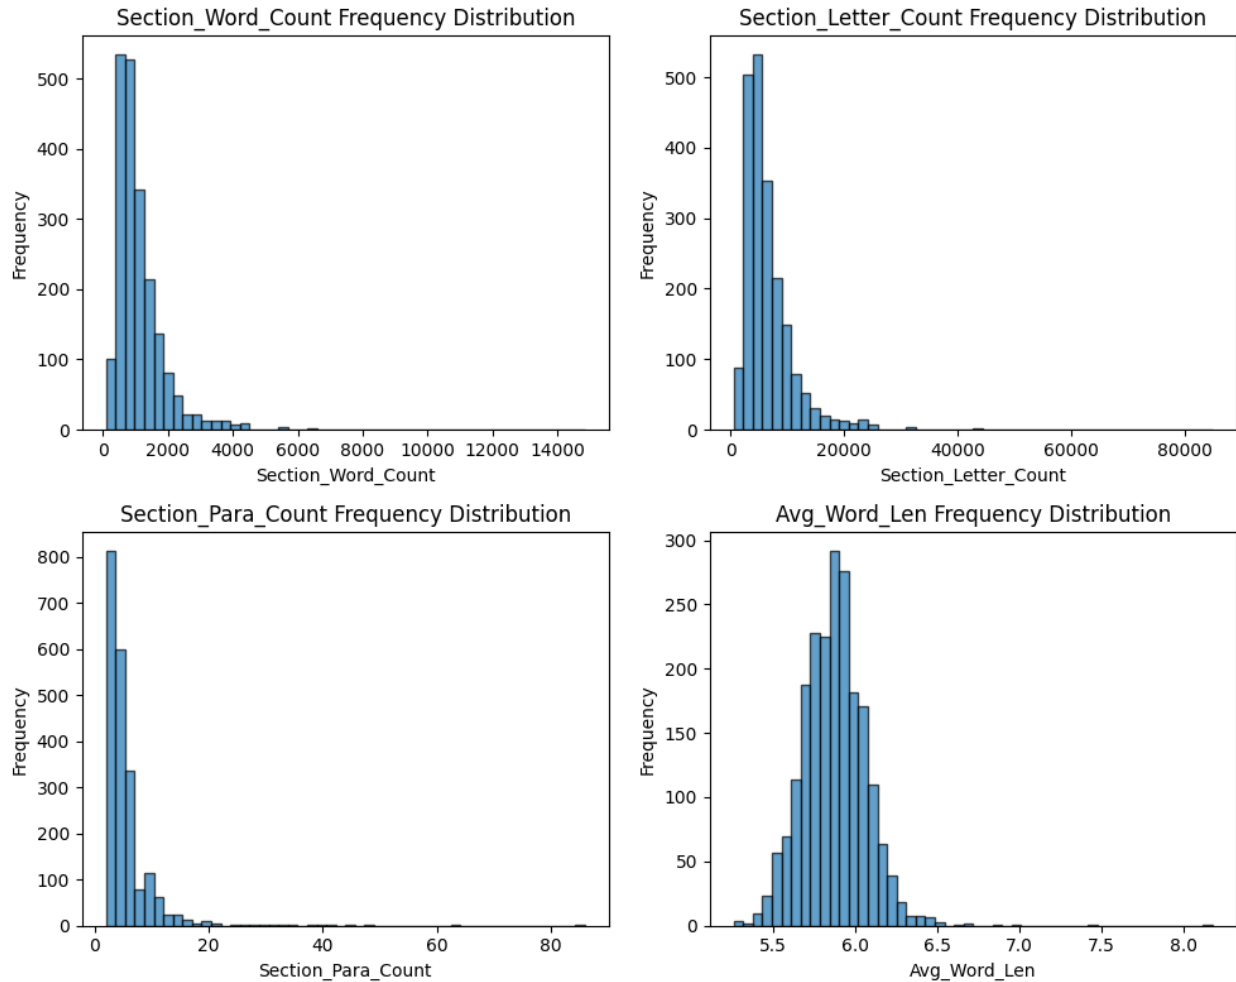 Section_Word_Count Frequency Distribution
500
400
300
200
100
0
Frequency
0 2000 4000 6000 8000 10000 12000 14000
Section_Word_Count
Section_Letter_Count Frequency Distribution
500
400
300
200
100
0
Frequency
0 20000 40000 60000 80000
Section_Letter_Count
Section_Para_Count Frequency Distribution
800
700
600
500
400
300
200
100
0
Frequency
0 20 40 60 80
Section_Para_Count
Avg_Word_Len Frequency Distribution
300
250
200
150
100
50
0
Frequency
5.5 6.0 6.5 7.0 7.5 8.0
Avg_Word_Len